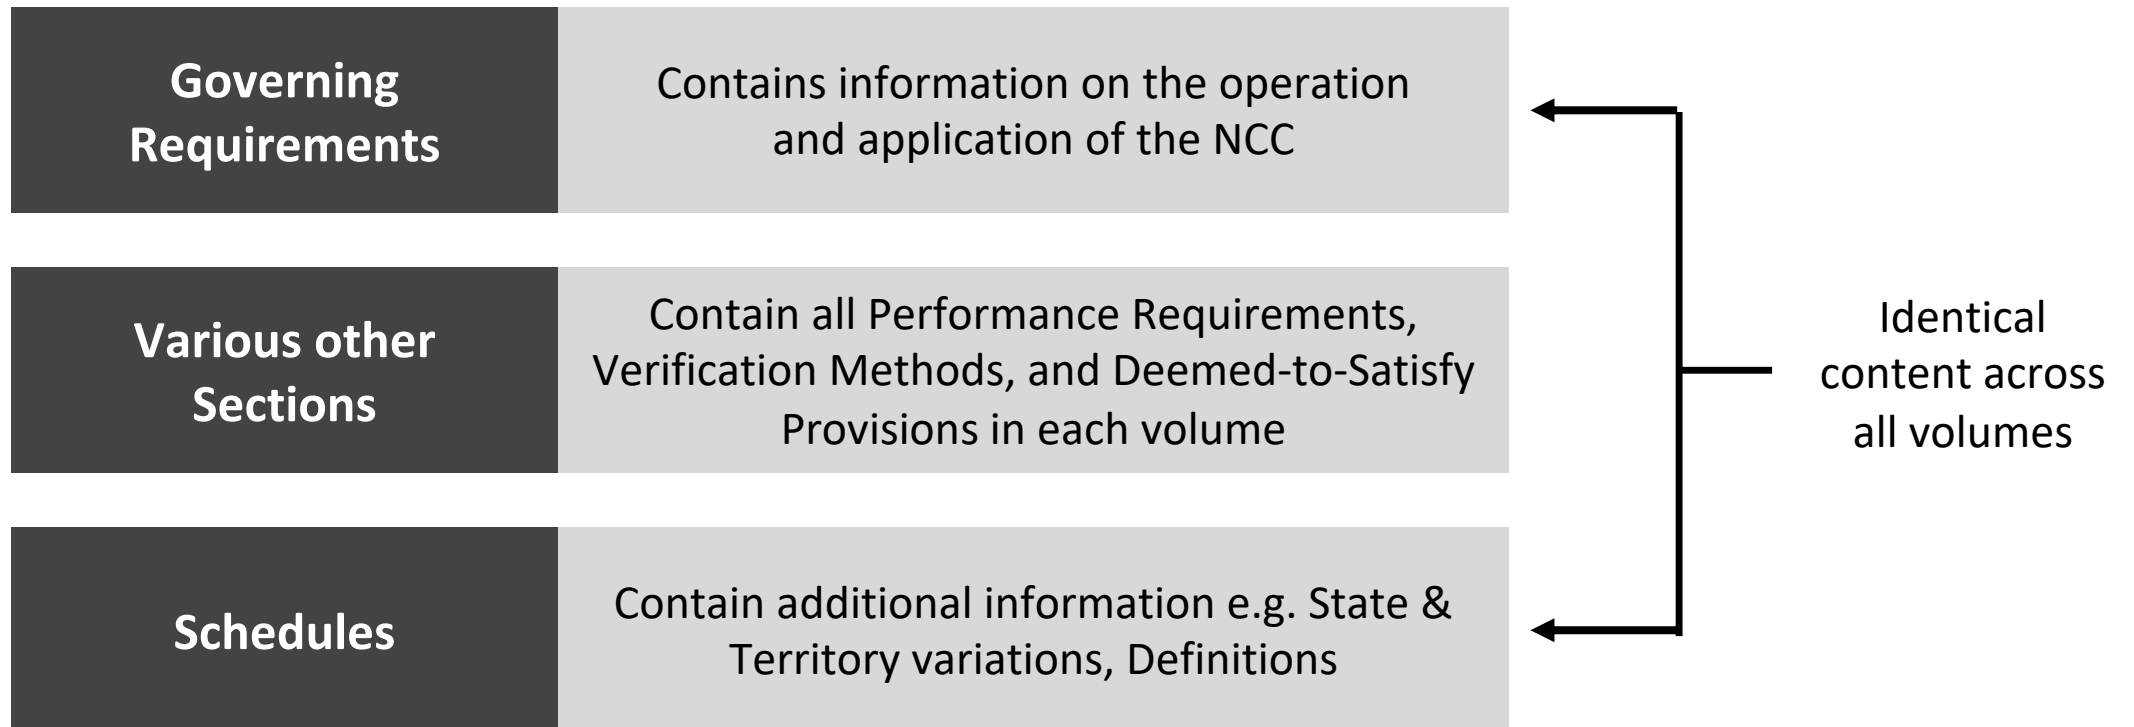 Governing
Requirements
Contains information on the operation
and application of the NCC
Various other
Sections
Contain all Performance Requirements,
Verification Methods, and Deemed-to-Satisfy
Provisions in each volume
Identical
content across
all volumes
Schedules
Contain additional information e.g. State &
Territory variations, Definitions